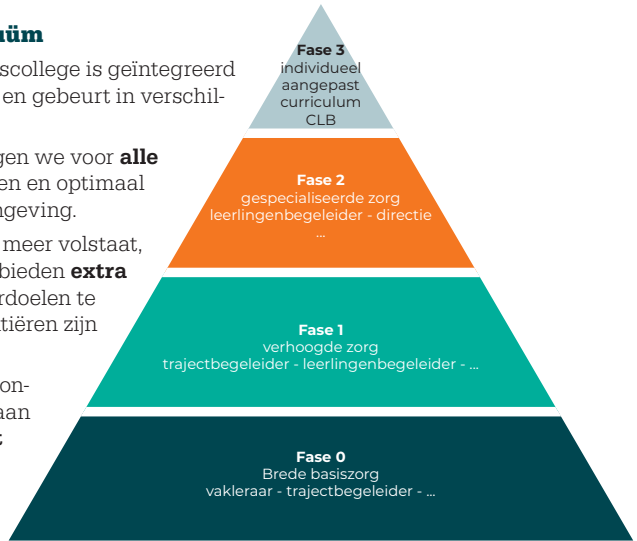 üm
scollege is geïntegreerd
en gebeurt in verschil-
gen we voor alle
en en optimaal
ngeving.
meer volstaat,
bieden extra
rdoelen te
tiëren zijn
on-
aan
Fase 3
individueel
aangepast
curriculum
CLB
Fase 2
gespecialiseerde zorg
leerlingenbegeleider - directie
...
Fase 1
verhoogde zorg
trajectbegeleider - leerlingenbegeleider - ...
Fase 0
Brede basiszorg
vakleraar - trajectbegeleider - ...